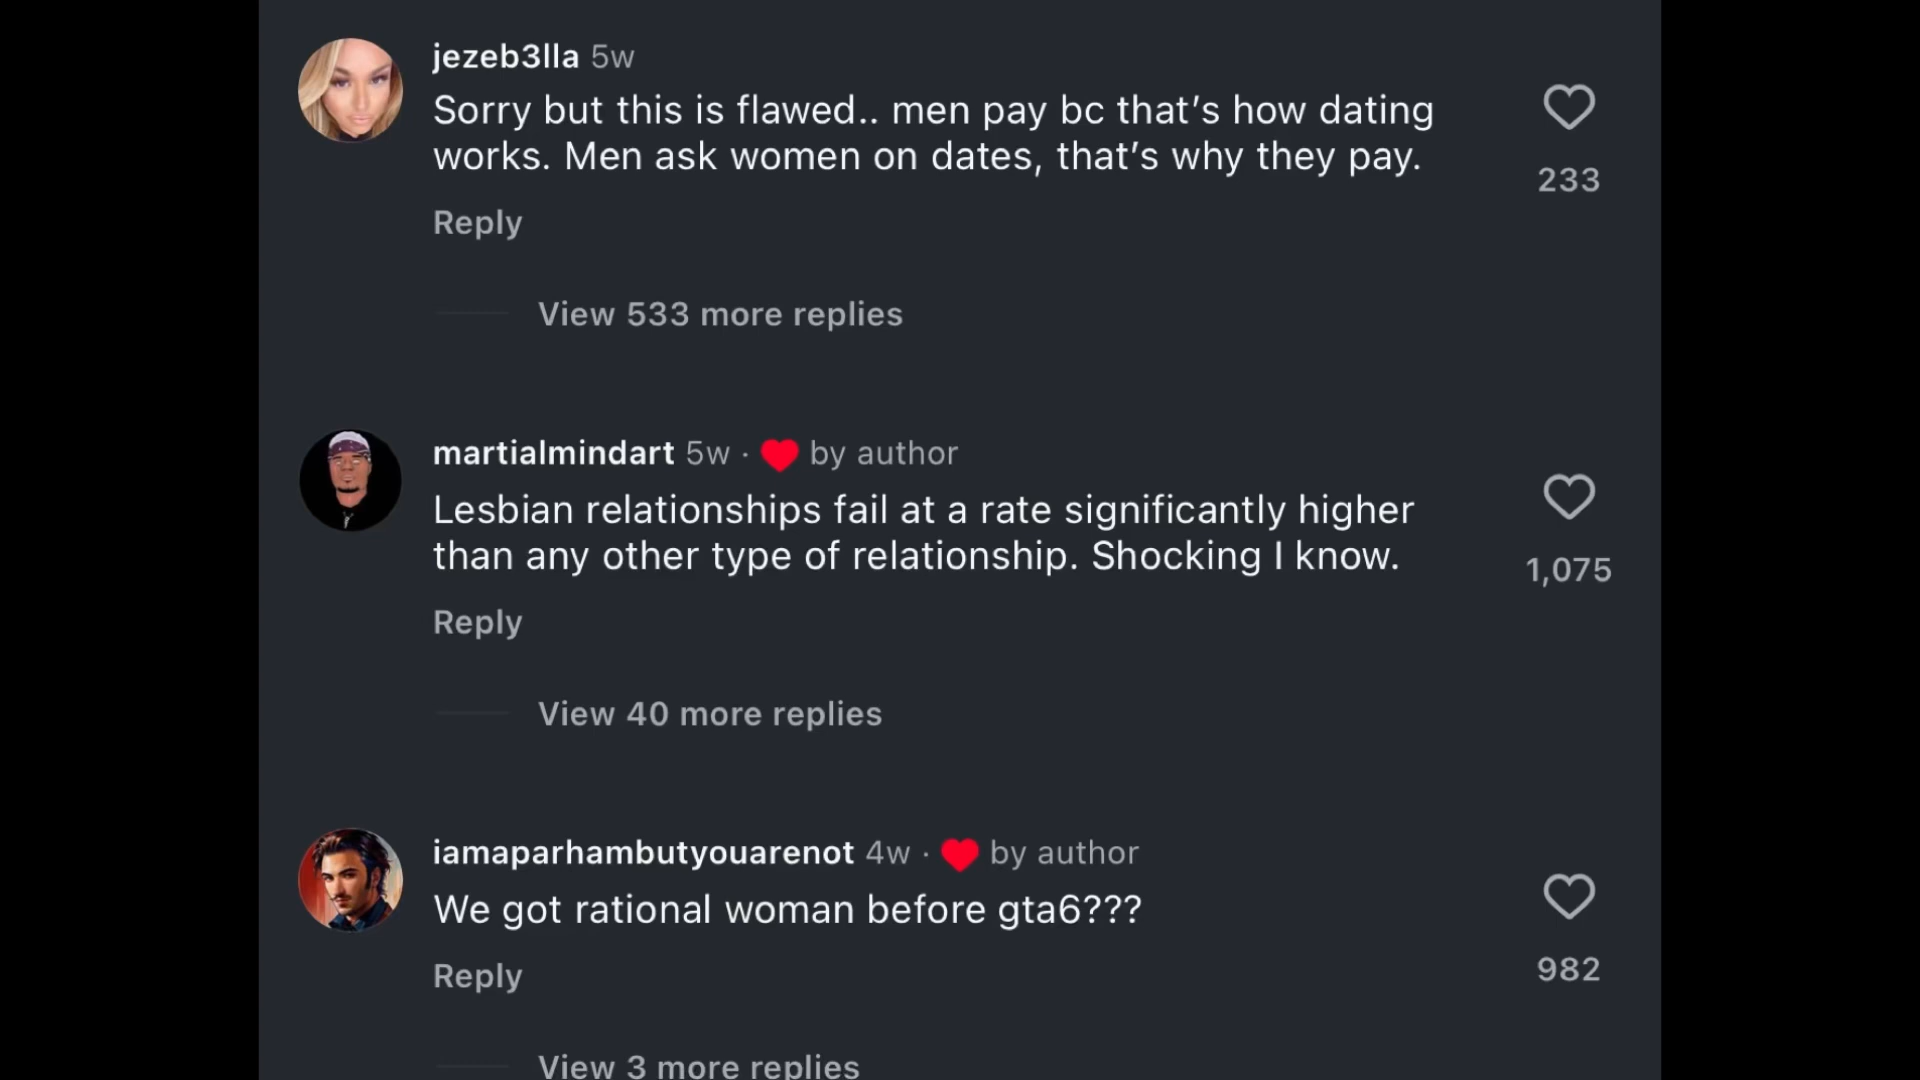 jezeb3lla 5w
Sorry but this is flawed.. men pay bc that’s how dating
works. Men ask women on dates, that’s why they pay.
233
Reply
View 533 more replies
martialmindart 5w · by author
Lesbian relationships fail at a rate significantly higher
than any other type of relationship. Shocking I know.
1,075
Reply
View 40 more replies
iamaparhambutyouarenot 4w · by author
We got rational woman before gta6???
982
Reply
View 3 more replies